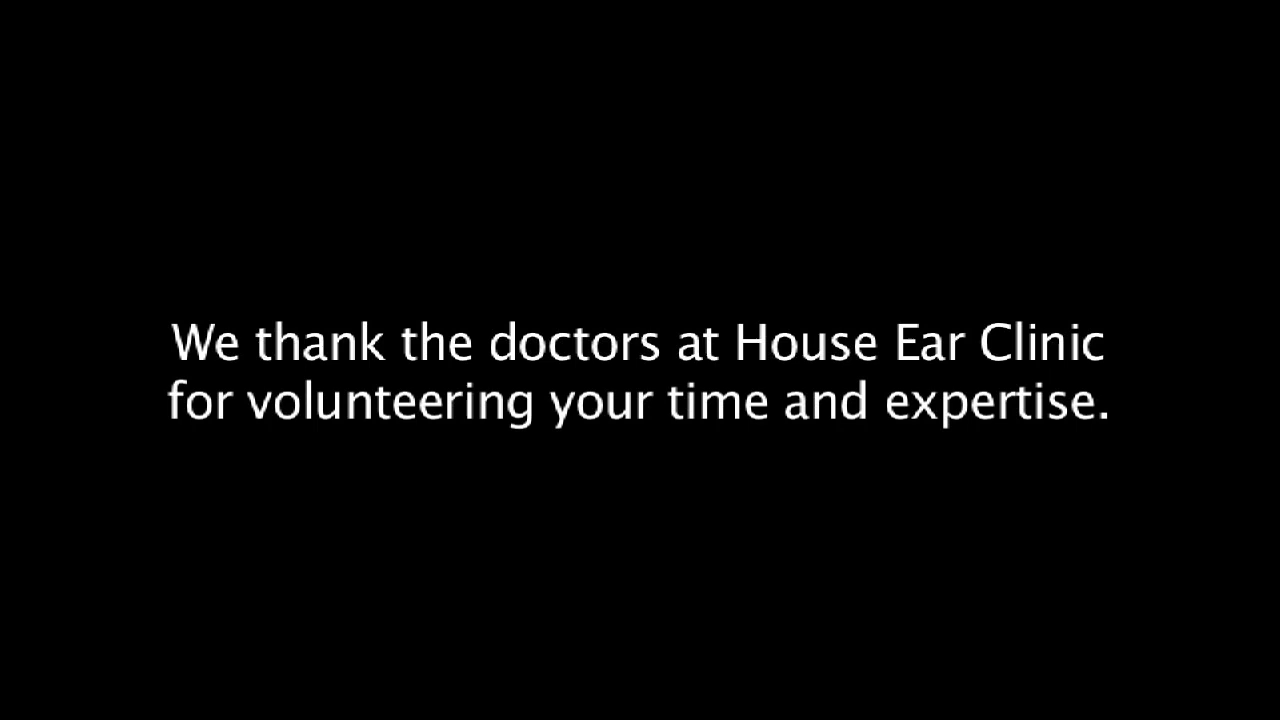 We thank the doctors at House Ear Clinic
for volunteering your time and expertise.